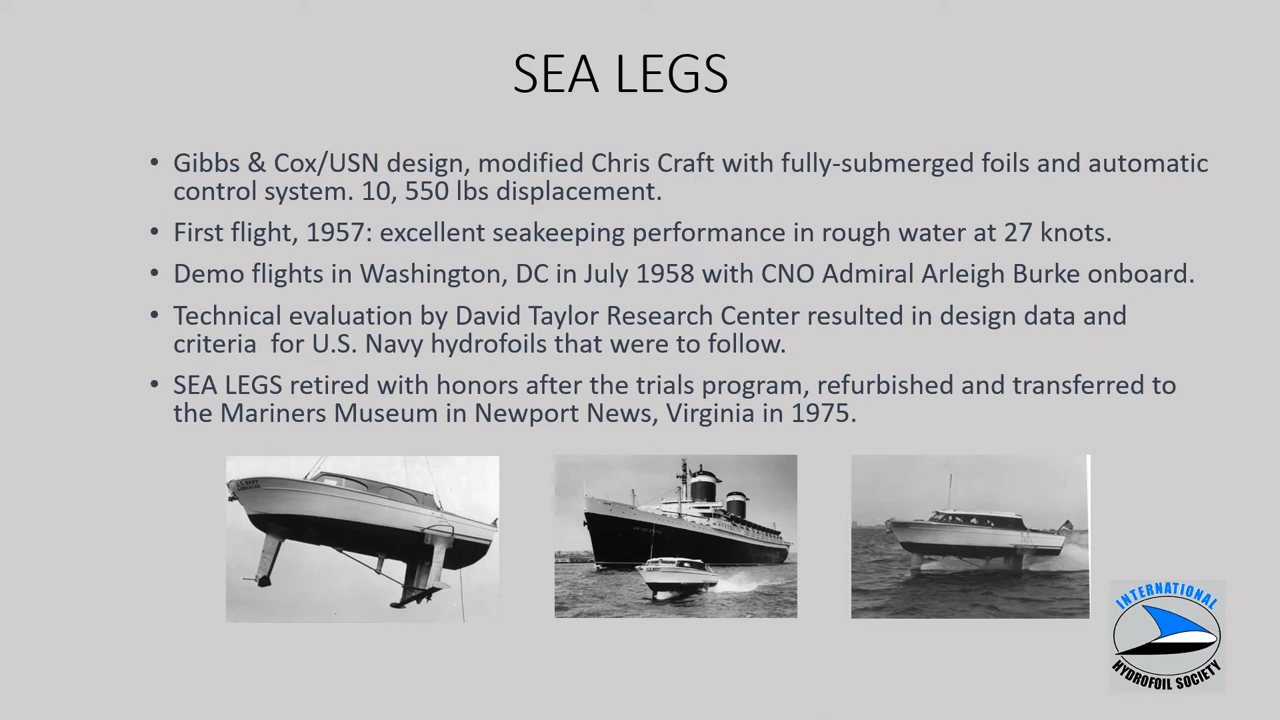 SEA LEGS
• Gibbs & Cox/USN design, modified Chris Craft with fully-submerged foils and automatic
control system. 10, 550 lbs displacement.
• First flight, 1957: excellent seakeeping performance in rough water at 27 knots.
• Demo flights in Washington, DC in July 1958 with CNO Admiral Arleigh Burke onboard.
• Technical evaluation by David Taylor Research Center resulted in design data and
criteria  for U.S. Navy hydrofoils that were to follow.
• SEA LEGS retired with honors after the trials program, refurbished and transferred to
the Mariners Museum in Newport News, Virginia in 1975.
INTERNATIONAL
HYDROFOIL SOCIETY